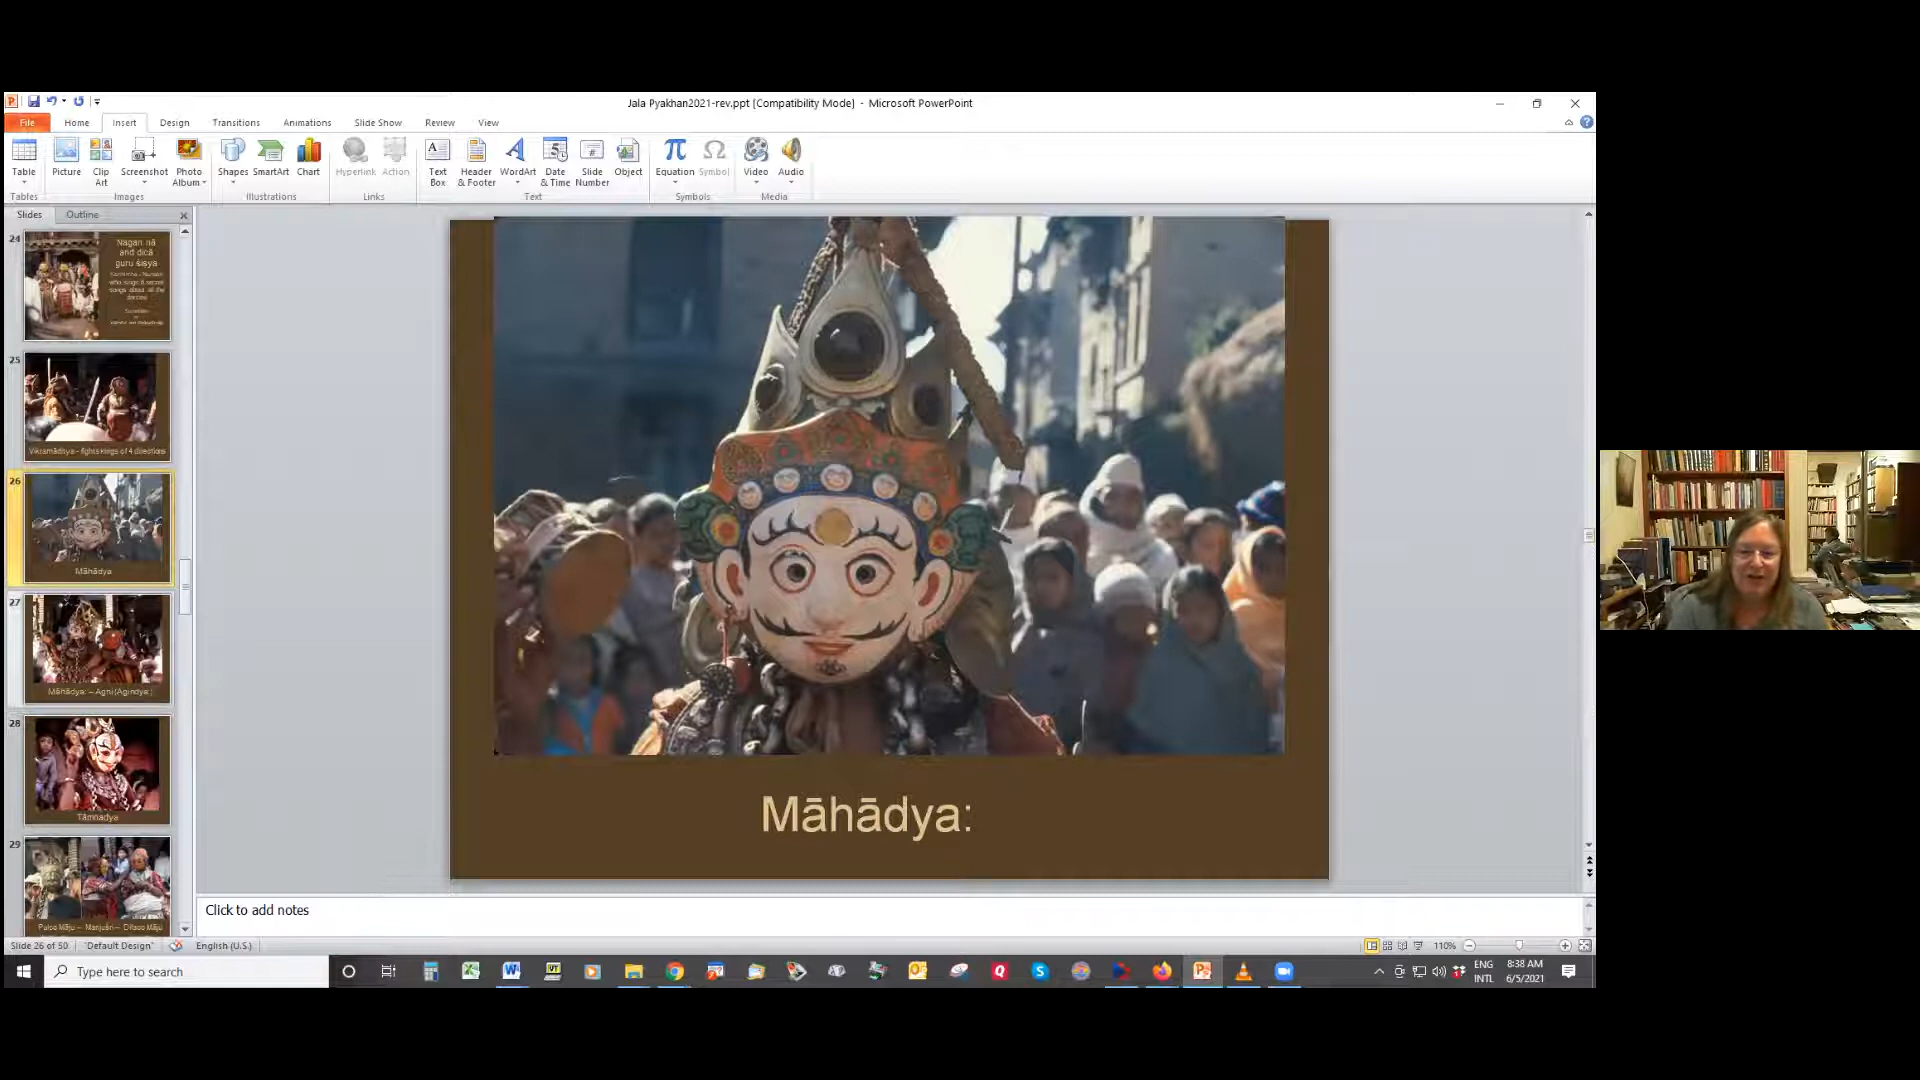 Jala Pyakhan2021-rev.ppt [Compatibility Mode] - Microsoft PowerPoint
File Home Insert Design Transitions Animations Slide Show Review View
Table Picture Clip Art Screenshot Photo Album Shapes SmartArt Chart Hyperlink Action Text Box Header & Footer WordArt Date & Time Slide Number Object Equation Symbol Video Audio
Tables Images Illustrations Links Text Symbols Media
Slides Outline
24
Nagan nā
and dicā
guru śiṣya
25
Vikramāditya - fights kings of 4 directions
26
Māhādya
27
Māhādya: – Agni (Agindya:)
28
Tāmnadya
29
Māhādya:
Click to add notes
Slide 26 of 50 "Default Design" English (U.S.) 110%
Type here to search
ENG
INTL
8:38 AM
6/5/2021